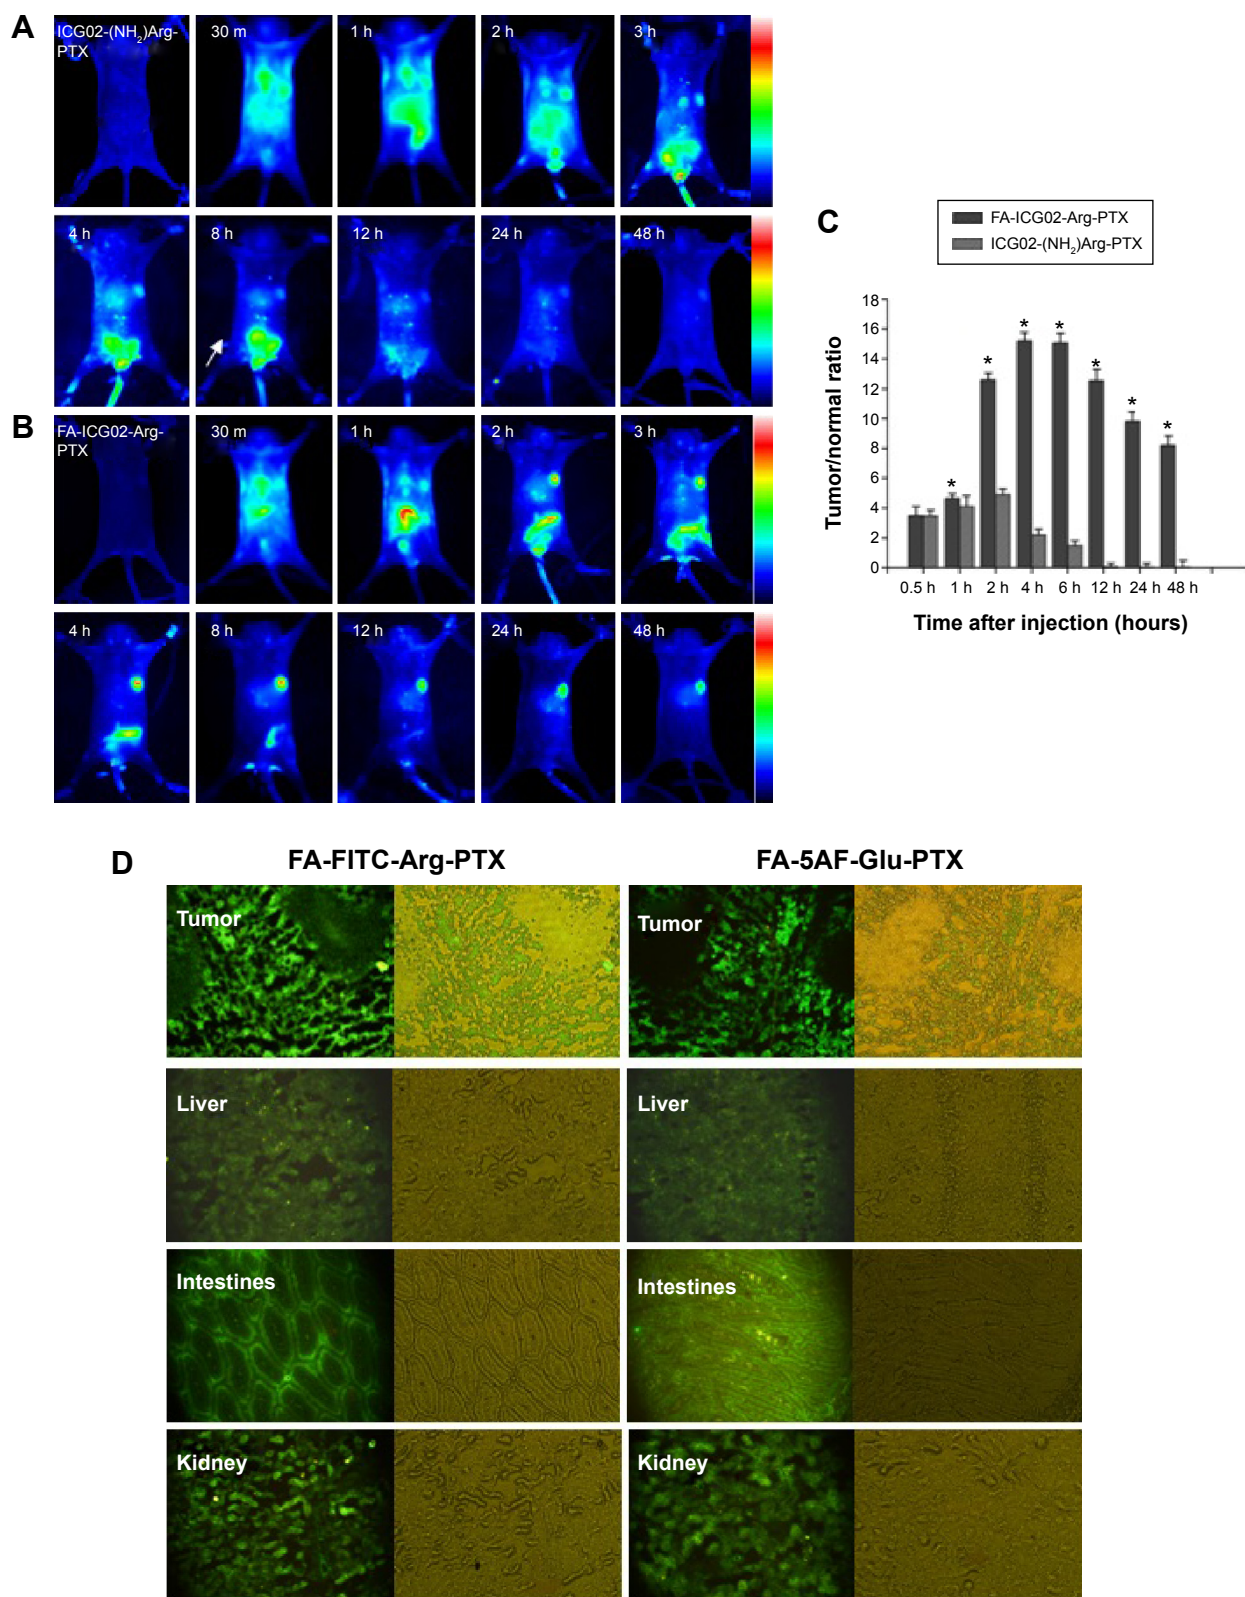 A
ICG02-(NH2)Arg-
PTX
30 m
1 h
2 h
3 h
4 h
8 h
12 h
24 h
48 h
B
FA-ICG02-Arg-
PTX
30 m
1 h
2 h
3 h
4 h
8 h
12 h
24 h
48 h
C
FA-ICG02-Arg-PTX
ICG02-(NH2)Arg-PTX
Tumor/normal ratio
18
16
14
12
10
8
6
4
2
0
* * * * * * *
0.5 h 1 h 2 h 4 h 6 h 12 h 24 h 48 h
Time after injection (hours)
D
FA-FITC-Arg-PTX
FA-5AF-Glu-PTX
Tumor
Tumor
Liver
Liver
Intestines
Intestines
Kidney
Kidney